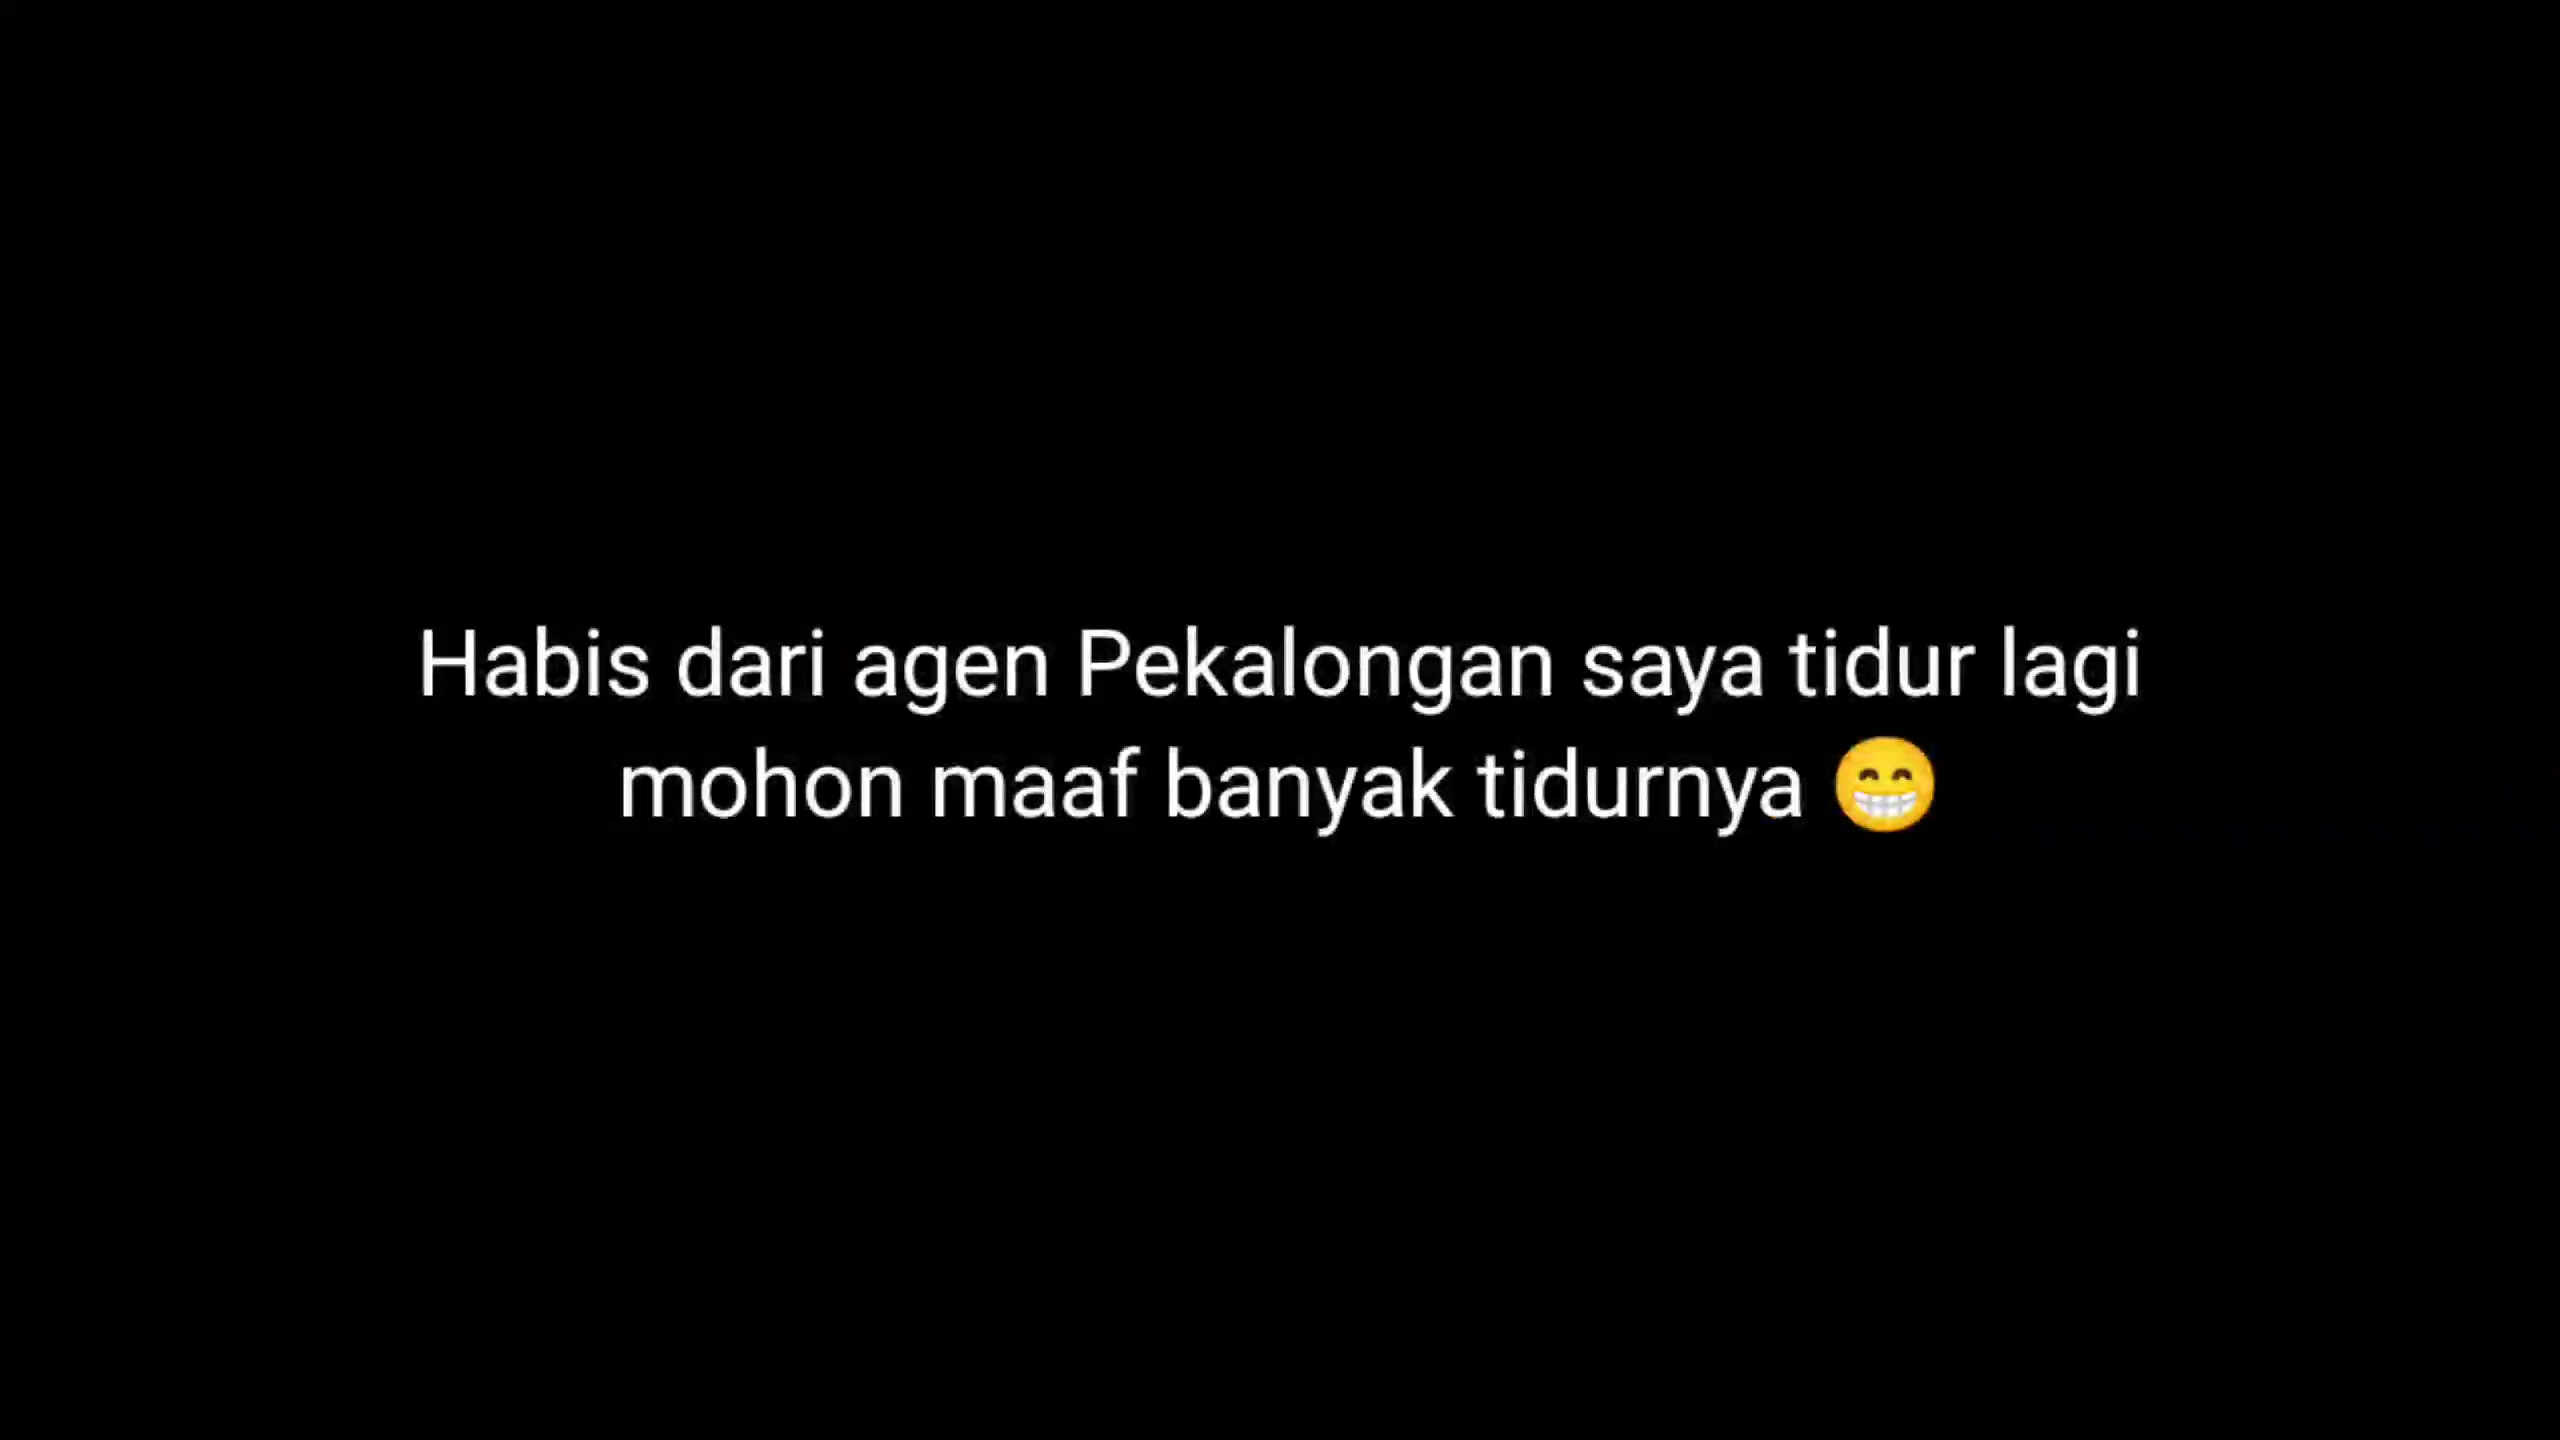 Habis dari agen Pekalongan saya tidur lagi
mohon maaf banyak tidurnya 😁